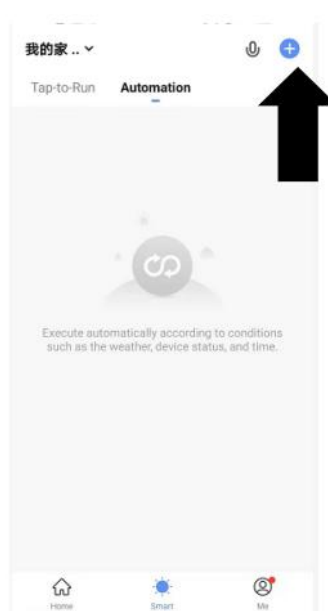 我的家 ..
Tap-to-Run Automation
Execute automatically according to conditions
such as the weather, device status, and time.
Home Smart Me